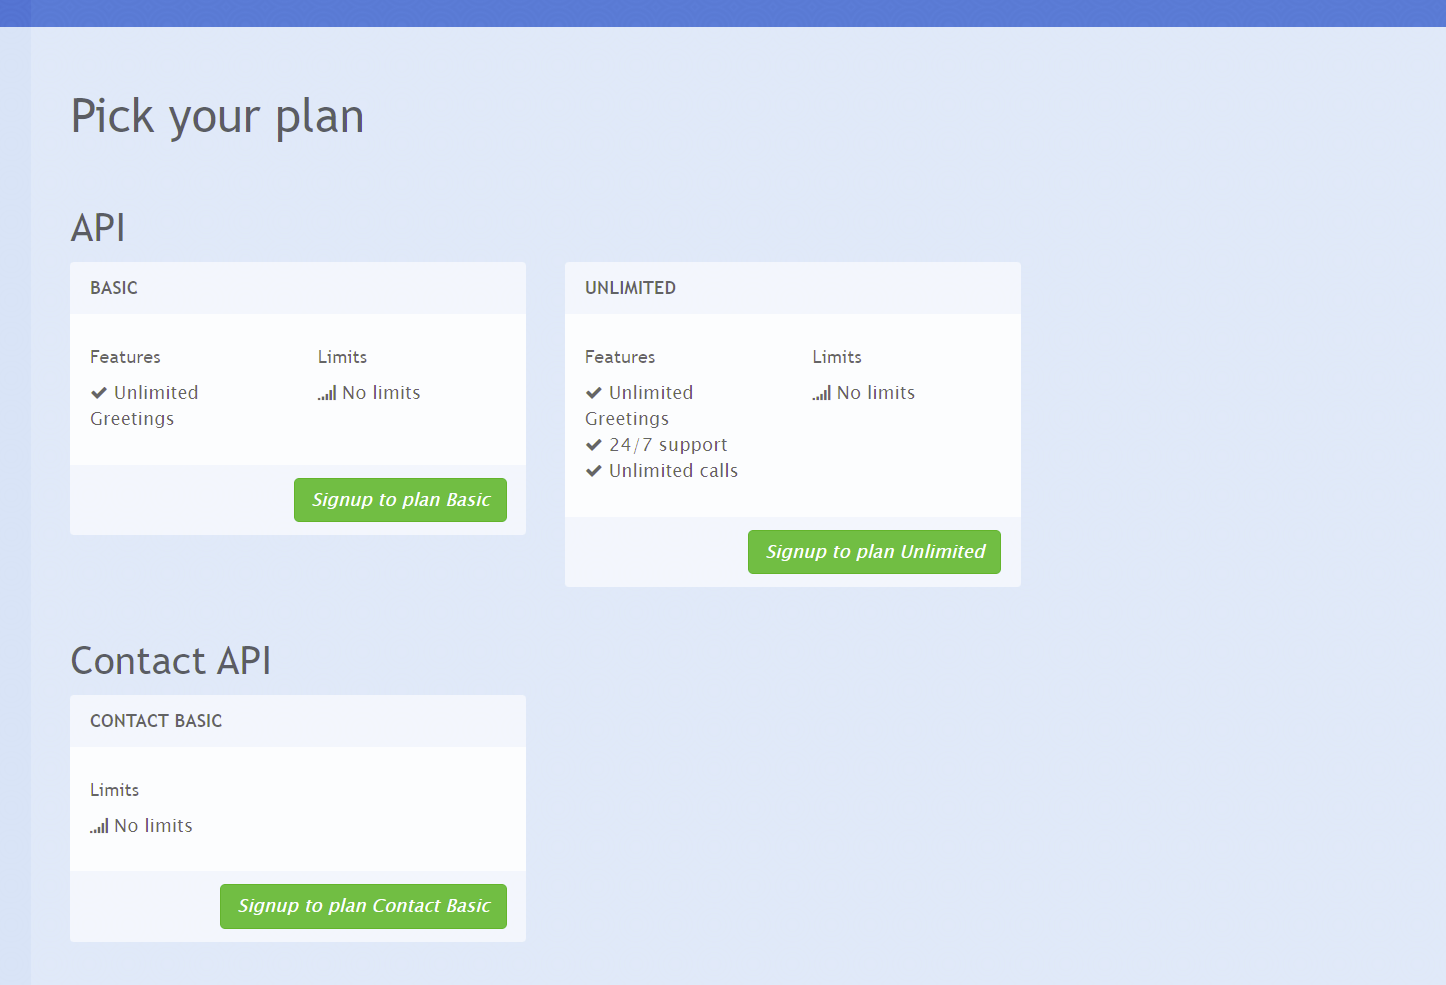 Pick your plan
API
BASIC
Features
Unlimited
Greetings
Limits
No limits
Signup to plan Basic
UNLIMITED
Features
Unlimited
Greetings
24/7 support
Unlimited calls
Limits
No limits
Signup to plan Unlimited
Contact API
CONTACT BASIC
Limits
No limits
Signup to plan Contact Basic